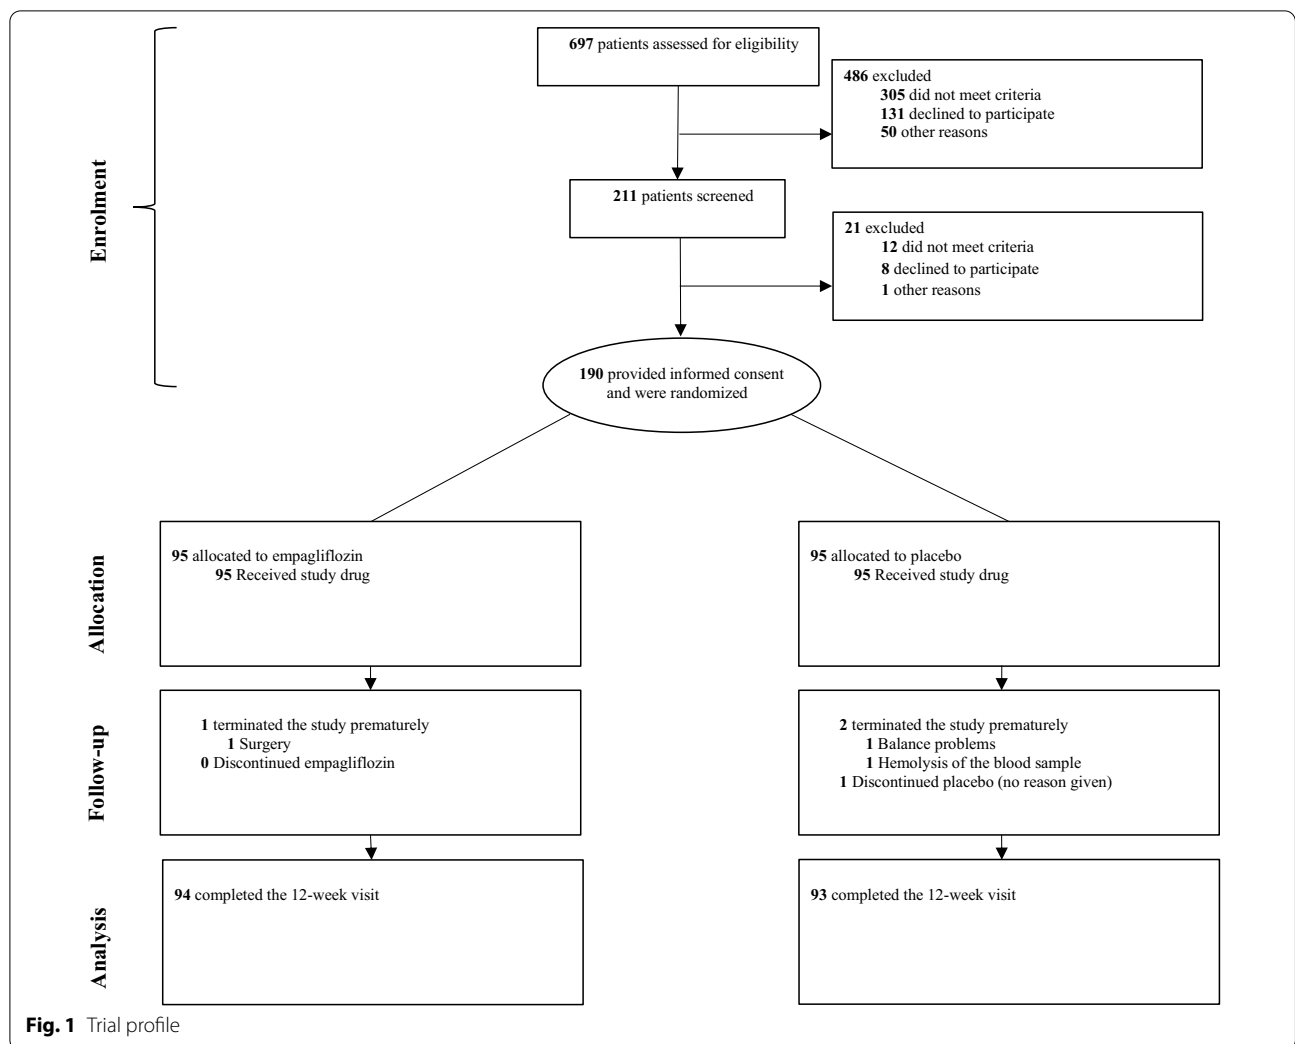 697 patients assessed for eligibility
486 excluded
305 did not meet criteria
131 declined to participate
50 other reasons
Enrolment
211 patients screened
21 excluded
12 did not meet criteria
8 declined to participate
1 other reasons
190 provided informed consent
and were randomized
Allocation
95 allocated to empagliflozin
95 Received study drug
95 allocated to placebo
95 Received study drug
Follow-up
1 terminated the study prematurely
1 Surgery
0 Discontinued empagliflozin
2 terminated the study prematurely
1 Balance problems
1 Hemolysis of the blood sample
1 Discontinued placebo (no reason given)
Analysis
94 completed the 12-week visit
93 completed the 12-week visit
Fig. 1 Trial profile